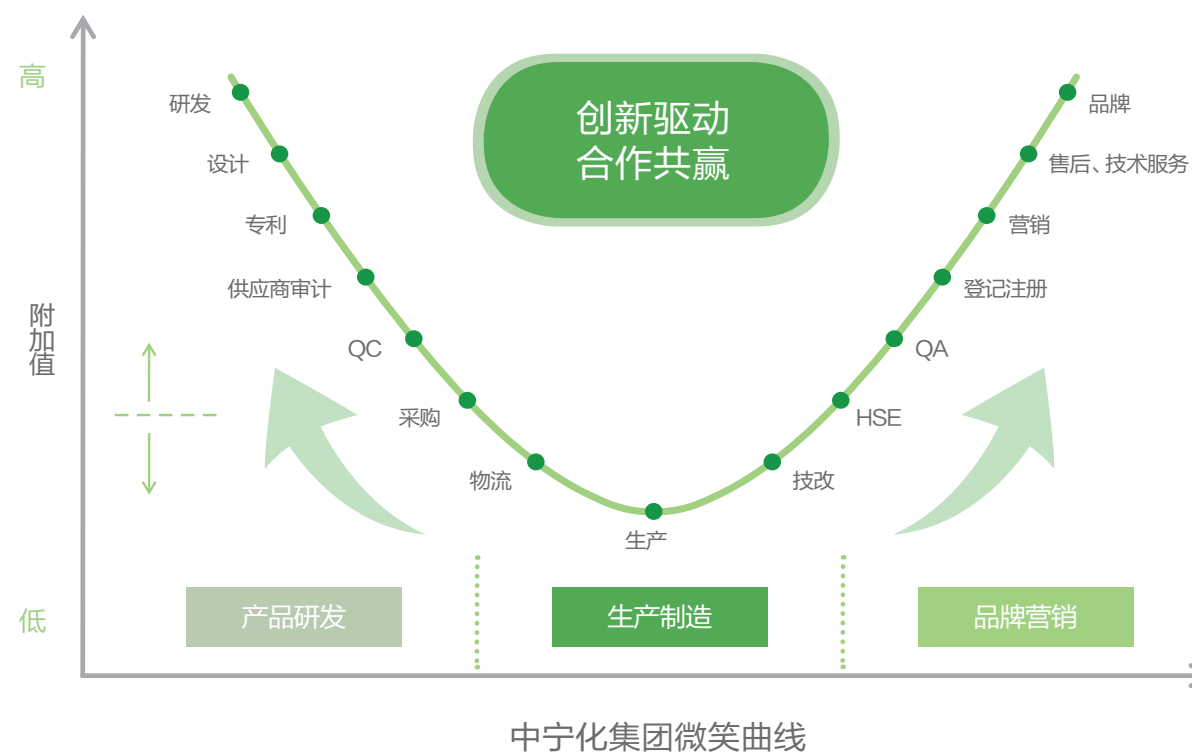 高
创新驱动
合作共赢
研发
品牌
设计
售后、技术服务
专利
营销
供应商审计
登记注册
附加值
QC
QA
采购
HSE
物流
技改
生产
产品研发
生产制造
品牌营销
低
中宁化集团微笑曲线